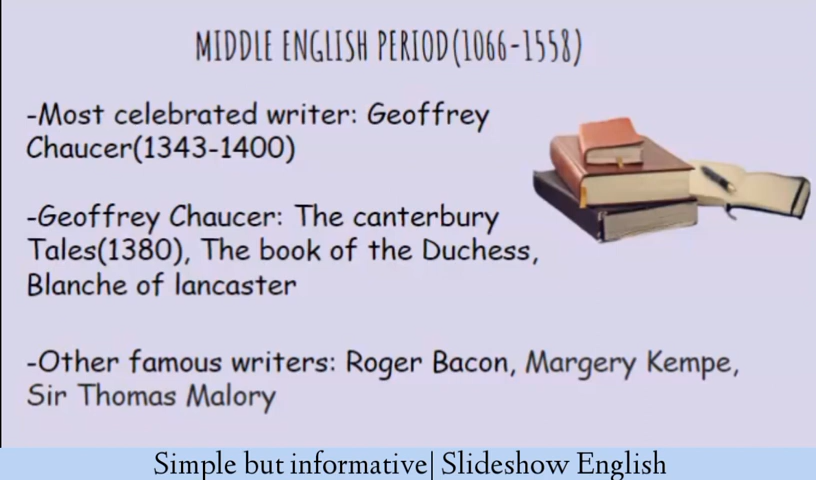 MIDDLE ENGLISH PERIOD(1066-1558)
-Most celebrated writer: Geoffrey
Chaucer(1343-1400)
-Geoffrey Chaucer: The canterbury
Tales(1380), The book of the Duchess,
Blanche of lancaster
-Other famous writers: Roger Bacon, Margery Kempe,
Sir Thomas Malory
Simple but informative| Slideshow English